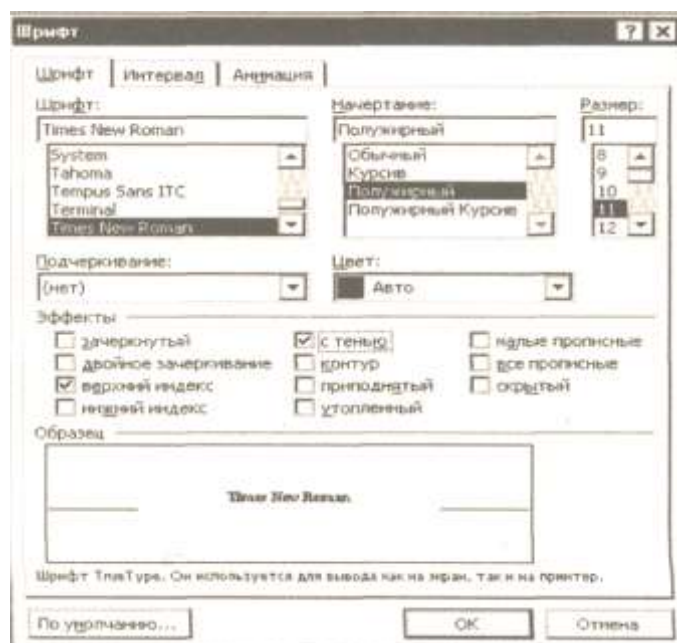 Шрифт ? ×
Шрифт Интервал Анимация
Шрифт: Начертание: Размер:
Times New Roman Полужирный 11
System Обычный 8
Tahoma Курсив 9
Tempus Sans ITC Полужирный 10
Terminal Полужирный Курсив 11
Times New Roman 12
Подчеркивание: Цвет:
(нет) Авто
Эффекты
зачеркнутый с тенью малые прописные
двойное зачеркивание контур все прописные
верхний индекс приподнятый скрытый
нижний индекс утопленный
Образец
Times New Roman
Шрифт TrueType. Он используется для вывода как на экран, так и на принтер.
По умолчанию... OK Отмена